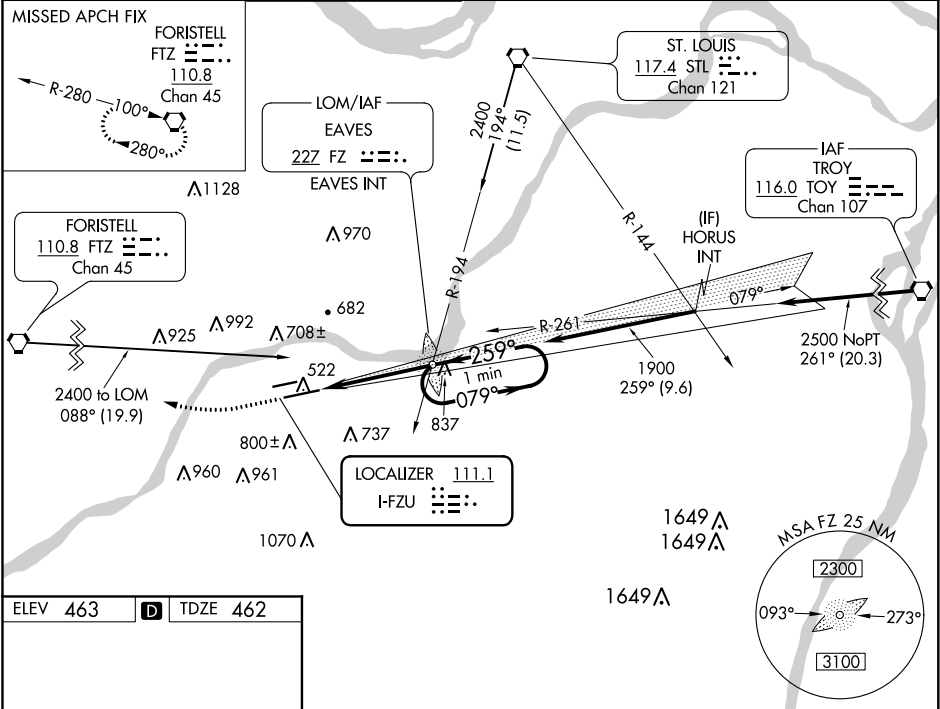 MISSED APCH FIX
FORISTELL
FTZ
110.8
Chan 45
R-280
100°
280°
LOM/IAF
EAVES
227 FZ
EAVES INT
ST. LOUIS
117.4 STL
Chan 121
2400
194°
(11.5)
IAF
TROY
116.0 TOY
Chan 107
(IF)
HORUS
INT
R-144
R-194
1128
970
FORISTELL
110.8 FTZ
Chan 45
682
925
992
708±
522
R-261
079°
2500 NoPT
261° (20.3)
1900
259° (9.6)
259°
1 min
079°
837
2400 to LOM
088° (19.9)
800±
737
960
961
LOCALIZER 111.1
I-FZU
1070
1649
1649
1649
MSA FZ 25 NM
2300
093°
273°
3100
ELEV 463 D TDZE 462